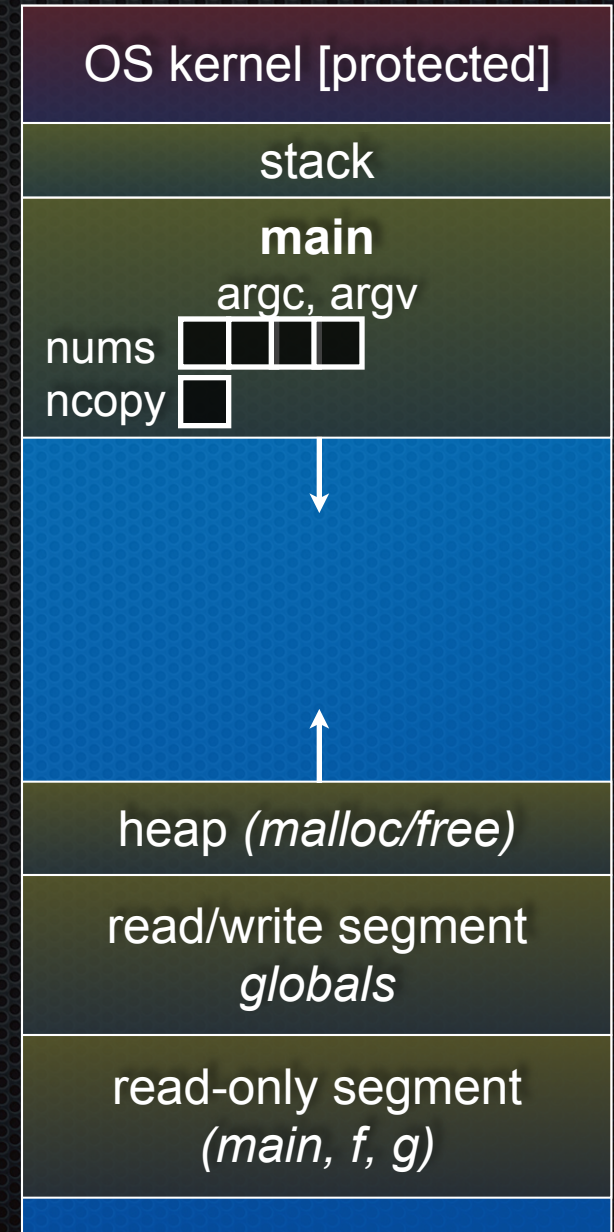 OS kernel [protected]
stack
main
argc, argv
nums
ncopy
heap (malloc/free)
read/write segment
globals
read-only segment
(main, f, g)